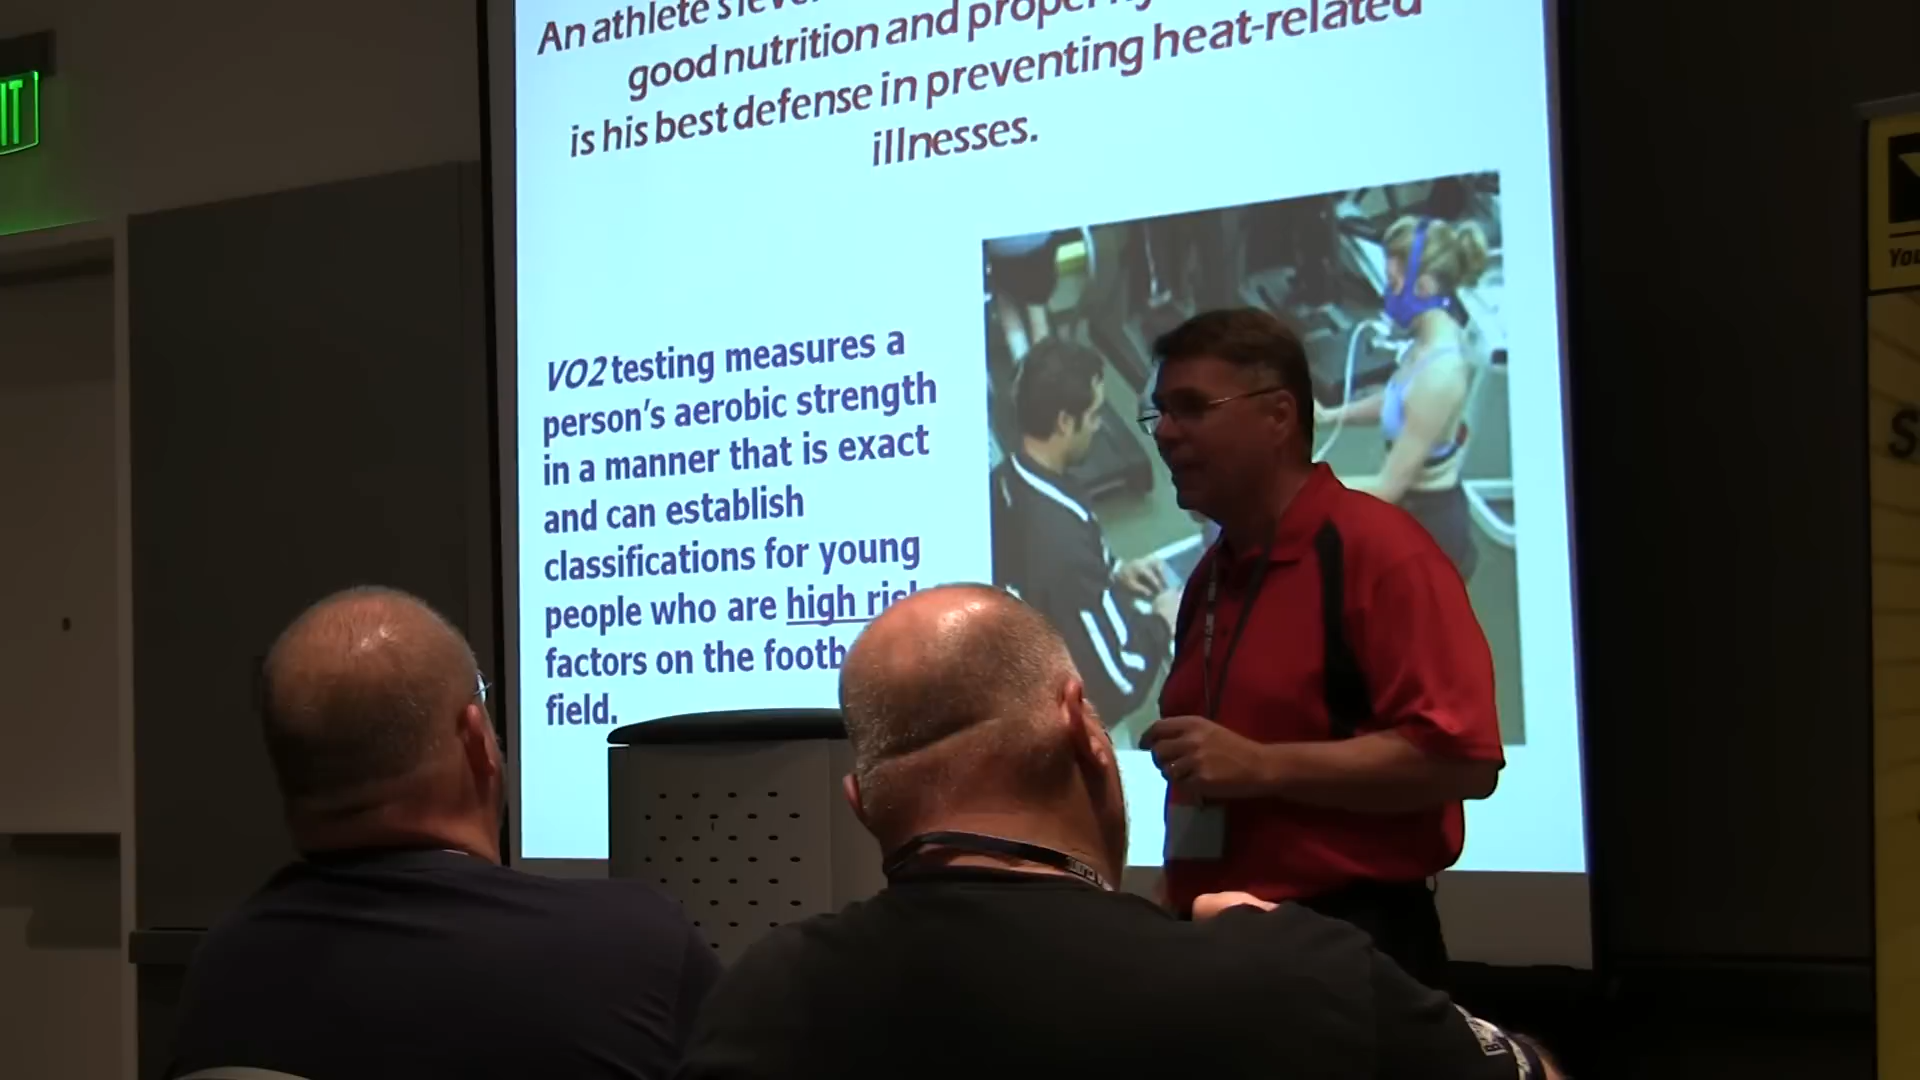 IT
An athlete's
good nutrition and
is his best defense in preventing heat-related
illnesses.
VO2 testing measures a
person's aerobic strength
in a manner that is exact
and can establish
classifications for young
people who are high
factors on the
field.